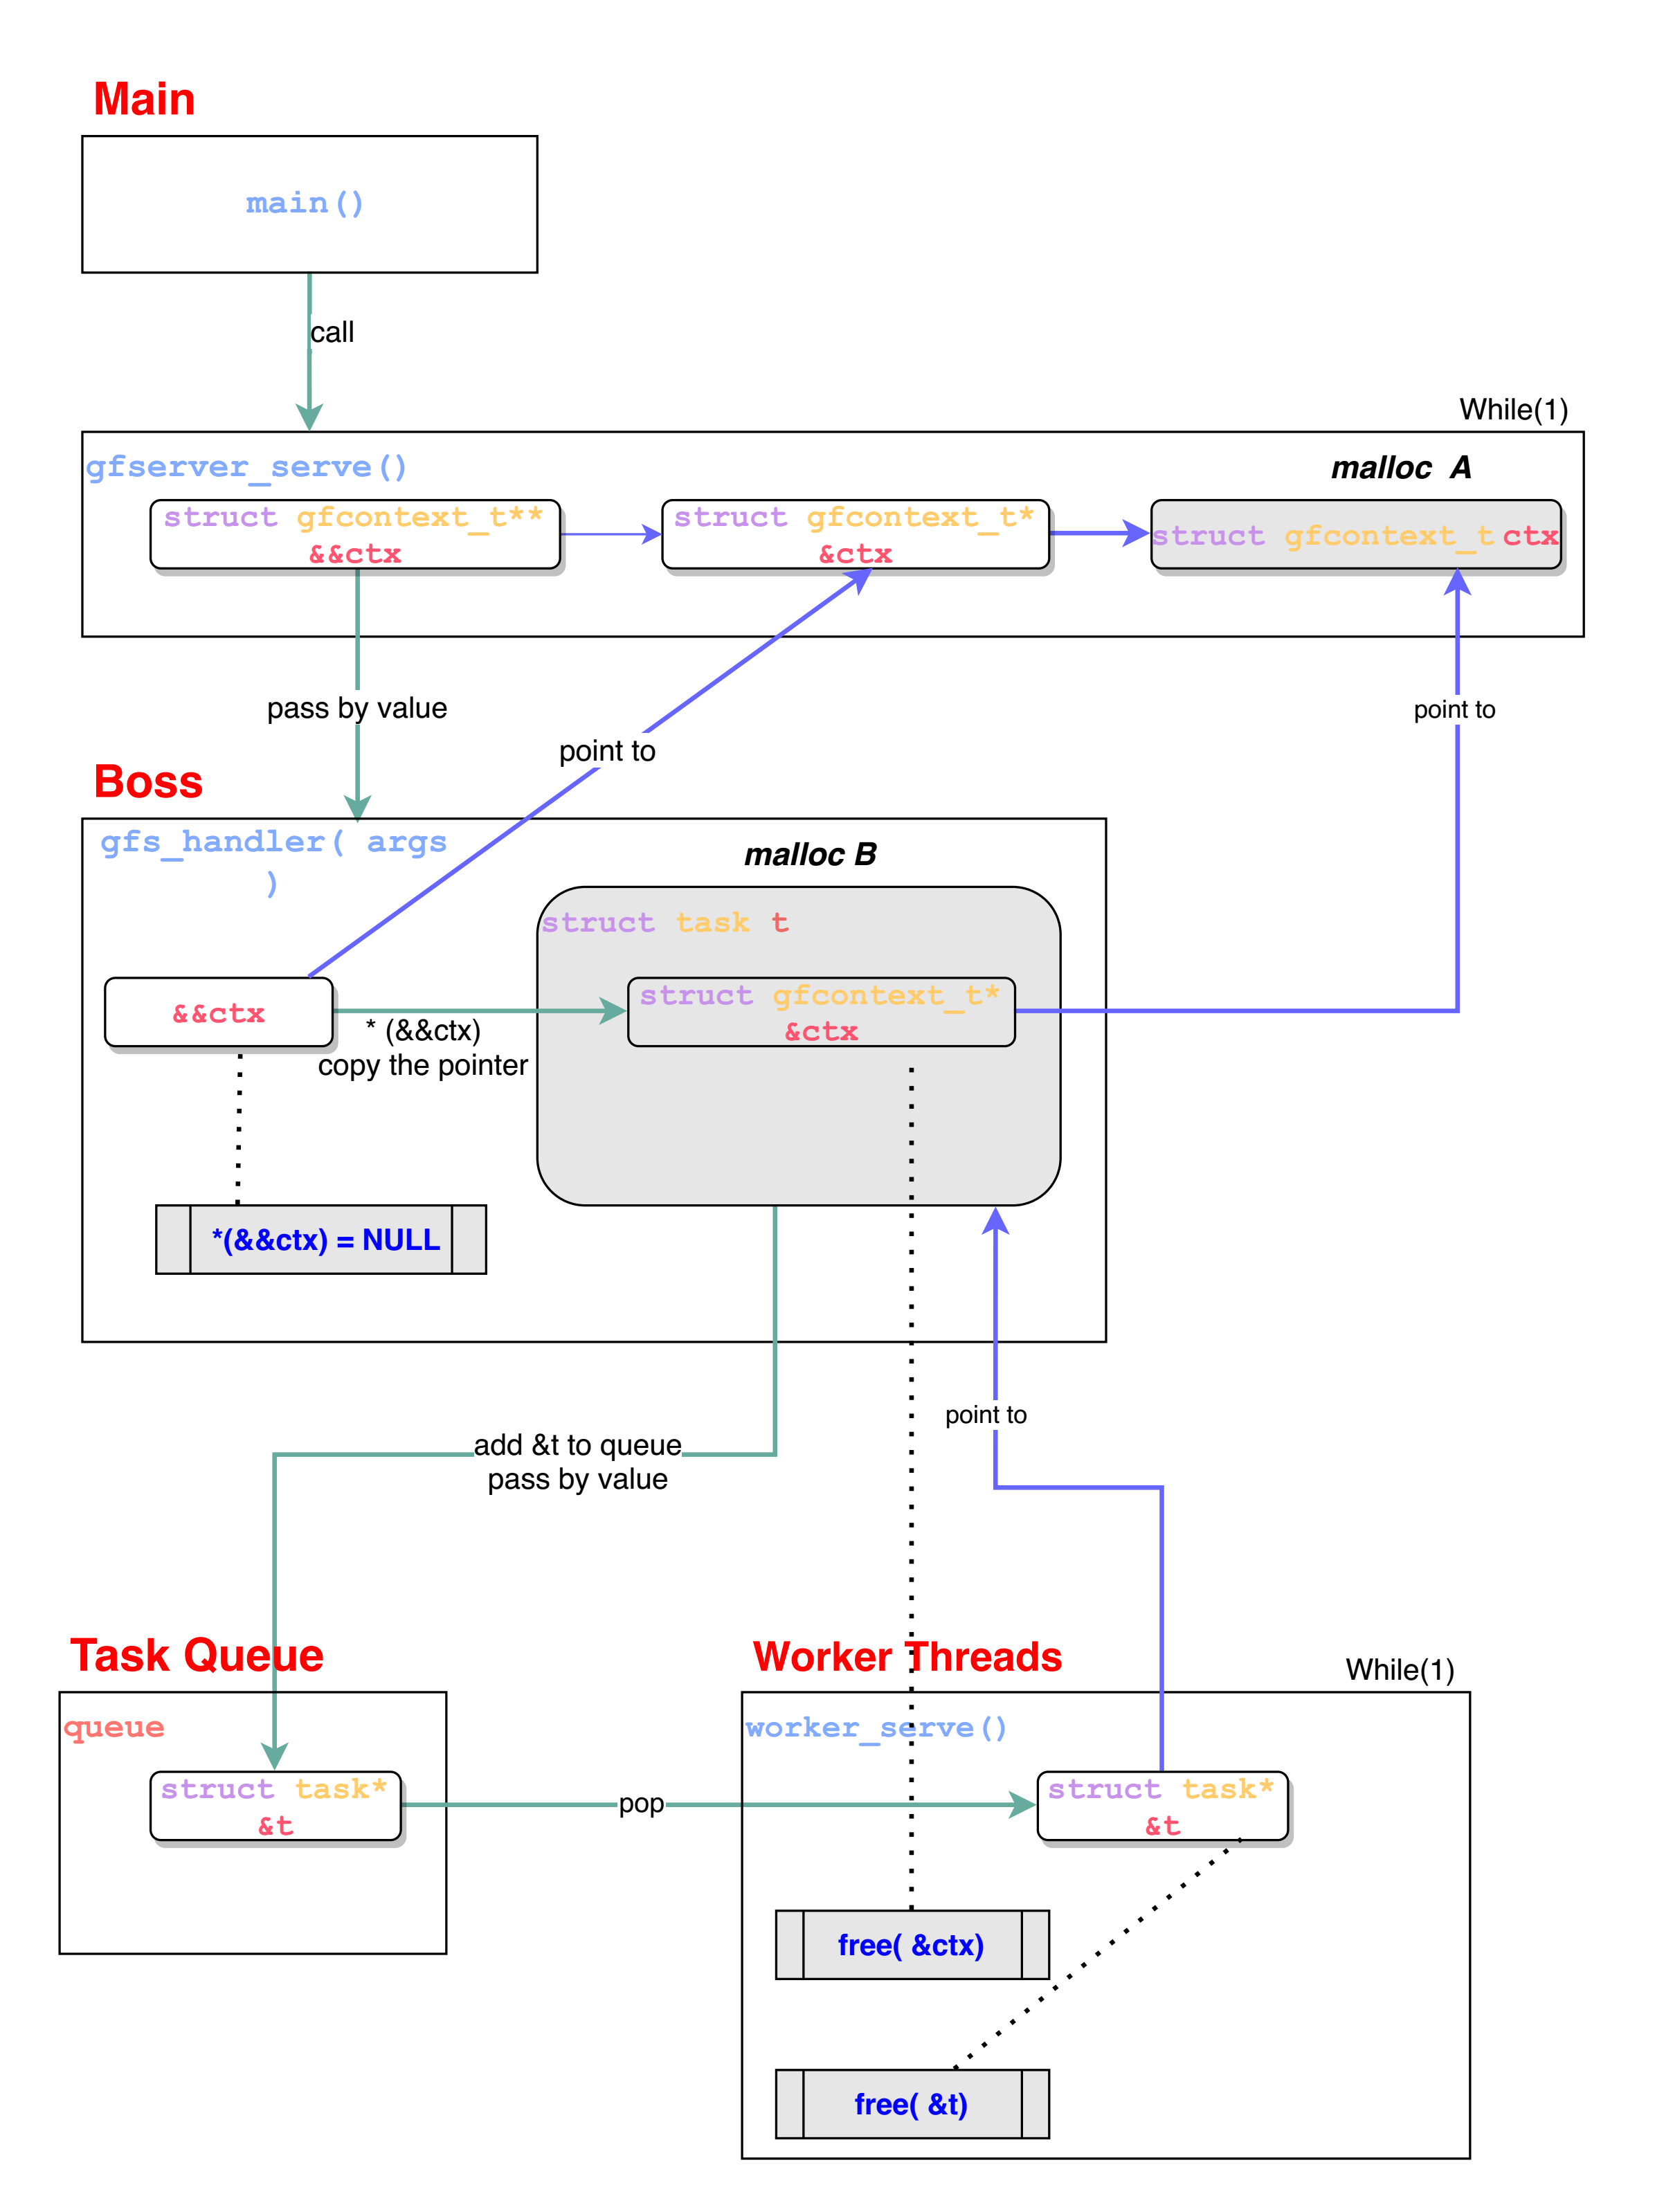 Main
main()
call
While(1)
gfserver_serve()
malloc  A
struct gfcontext_t**
&&ctx
struct gfcontext_t*
&ctx
struct gfcontext_t ctx
pass by value
point to
point to
Boss
gfs_handler( args
)
malloc B
struct task t
&&ctx
* (&&ctx)
copy the pointer
struct gfcontext_t*
&ctx
*(&&ctx) = NULL
add &t to queue
pass by value
point to
Task Queue
Worker Threads
While(1)
queue
worker_serve()
struct task*
&t
pop
struct task*
&t
free( &ctx)
free( &t)